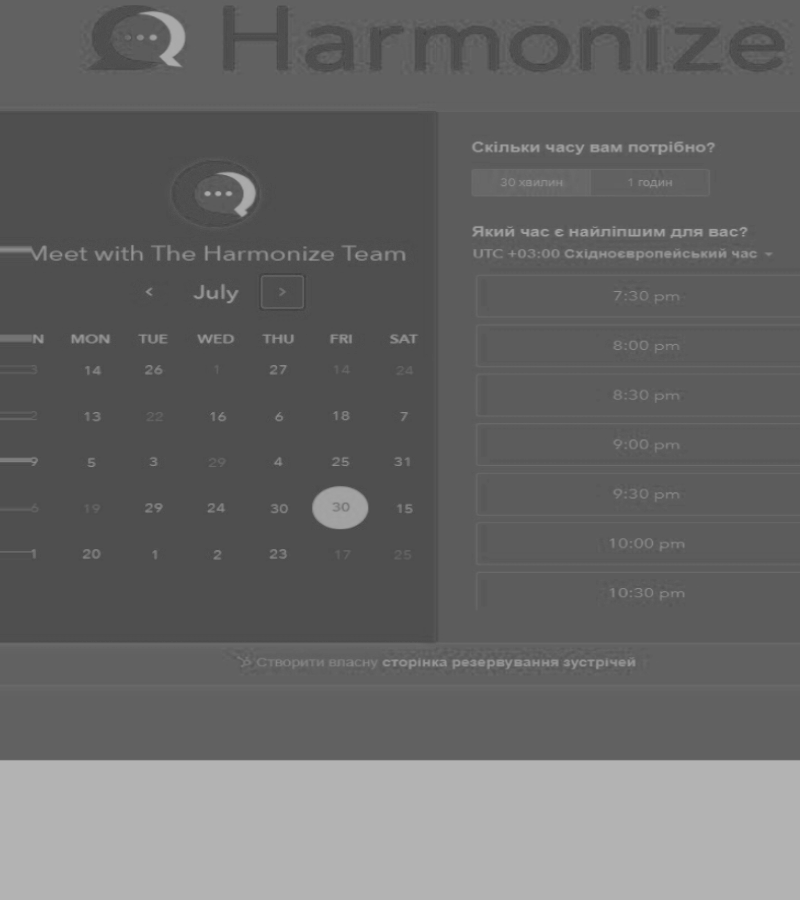 Harmonize
Meet with The Harmonize Team
‹ July ›
N MON TUE WED THU FRI SAT
3 14 26 1 27 14 24
2 13 22 16 6 18 7
9 5 3 29 4 25 31
6 19 29 24 30 30 15
1 20 1 2 23 17 25
Скільки часу вам потрібно?
30 хвилин 1 годин
Який час є найліпшим для вас?
UTC +03:00 Східноєвропейський час
7:30 pm
8:00 pm
8:30 pm
9:00 pm
9:30 pm
10:00 pm
10:30 pm
Створити власну сторінка резервування зустрічей